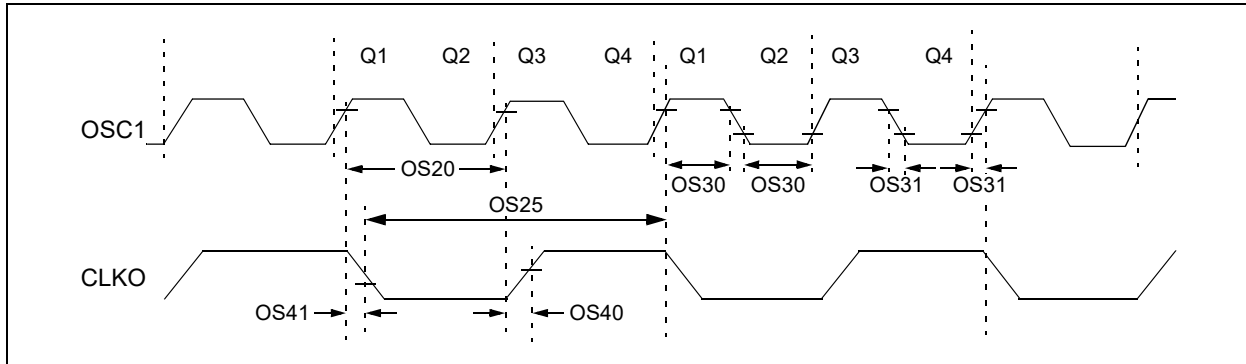 Q1 Q2 Q3 Q4 Q1 Q2 Q3 Q4
OSC1
OS20
OS30 OS30 OS31 OS31
OS25
CLKO
OS41 OS40